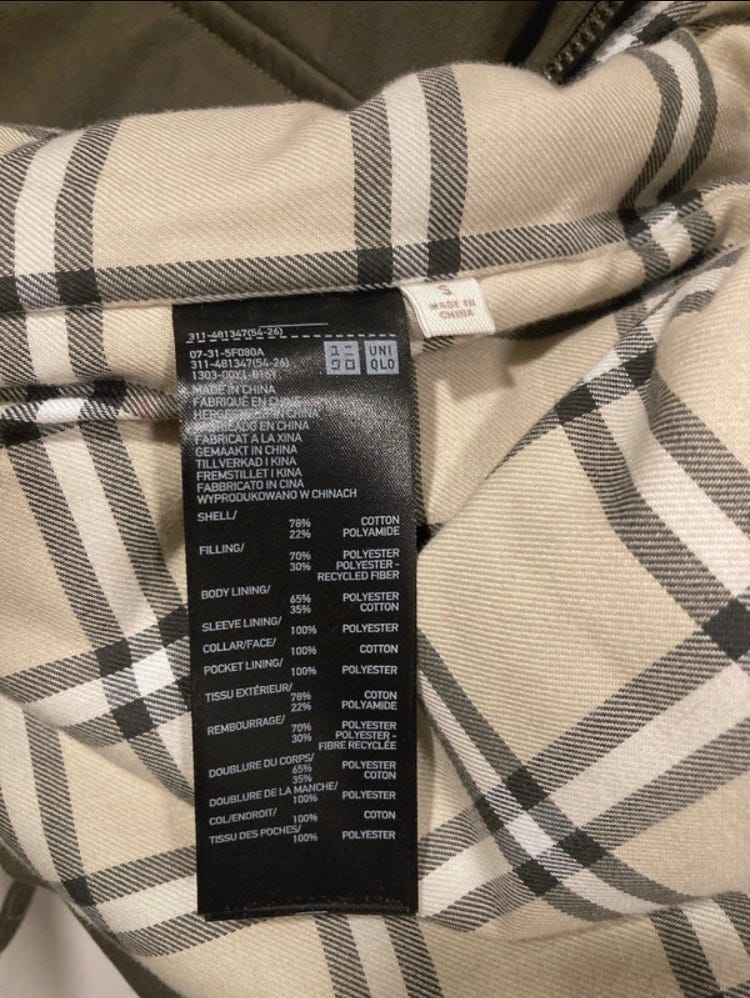 S
MADE IN
CHINA
311-481347(54-26)
07-31-5F080A
311-481347(54-26)
UNI
QLO
MADE IN CHINA
FABRIQUÉ EN CHINA
EN CHINA
FABRICAT A LA XINA
GEMAAKT IN CHINA
TILLVERKAD I KINA
FREMSTILLET I KINA
FABBRICATO IN CINA
WYPRODUKOWANO W CHINACH
SHELL/
78% COTTON
22% POLYAMIDE
FILLING/
70% POLYESTER
30% POLYESTER -
RECYCLED FIBER
BODY LINING/
65% POLYESTER
35% COTTON
SLEEVE LINING/
100% POLYESTER
COLLAR/FACE/
100% COTTON
POCKET LINING/
100% POLYESTER
TISSU EXTÉRIEUR/
78% COTON
22% POLYAMIDE
REMBOURRAGE/
70% POLYESTER
30% POLYESTER -
FIBRE RECYCLÉE
DOUBLURE DU CORPS/
65% POLYESTER
35% COTON
DOUBLURE DE LA MANCHE/
100% POLYESTER
COL/ENDROIT/
100% COTON
TISSU DES POCHES/
100% POLYESTER